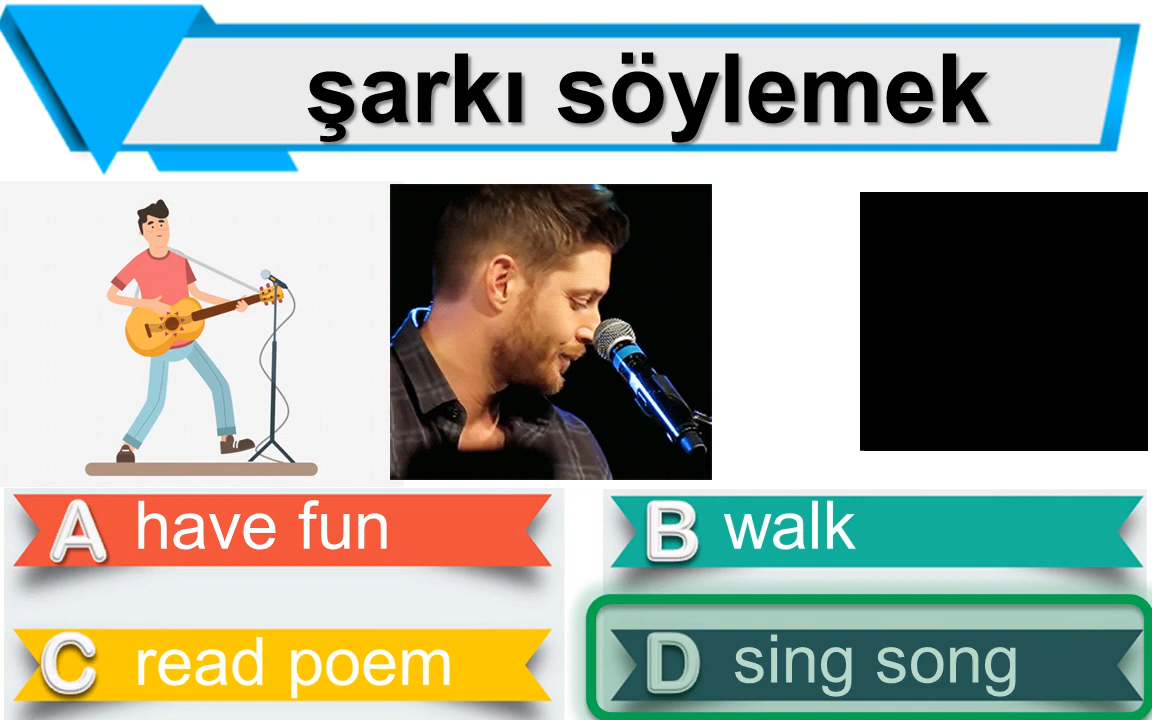 şarkı söylemek
A have fun
B walk
C read poem
D sing song